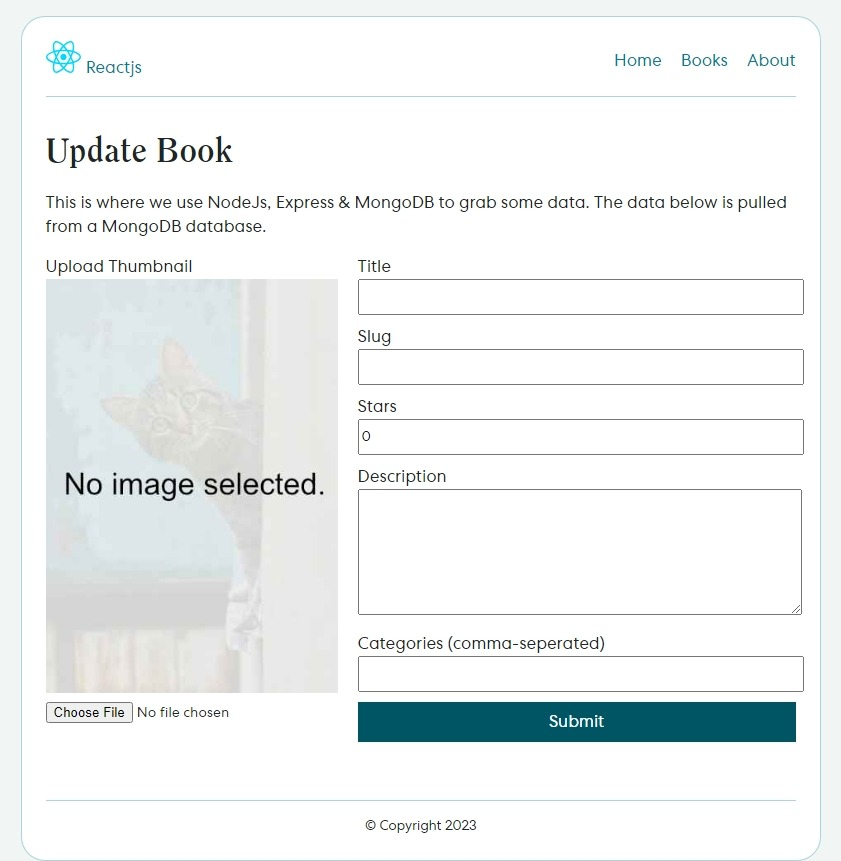 Reactjs
Home Books About
Update Book
This is where we use NodeJs, Express & MongoDB to grab some data. The data below is pulled
from a MongoDB database.
Upload Thumbnail
No image selected.
Choose File No file chosen
Title
Slug
Stars
0
Description
Categories (comma-seperated)
Submit
© Copyright 2023